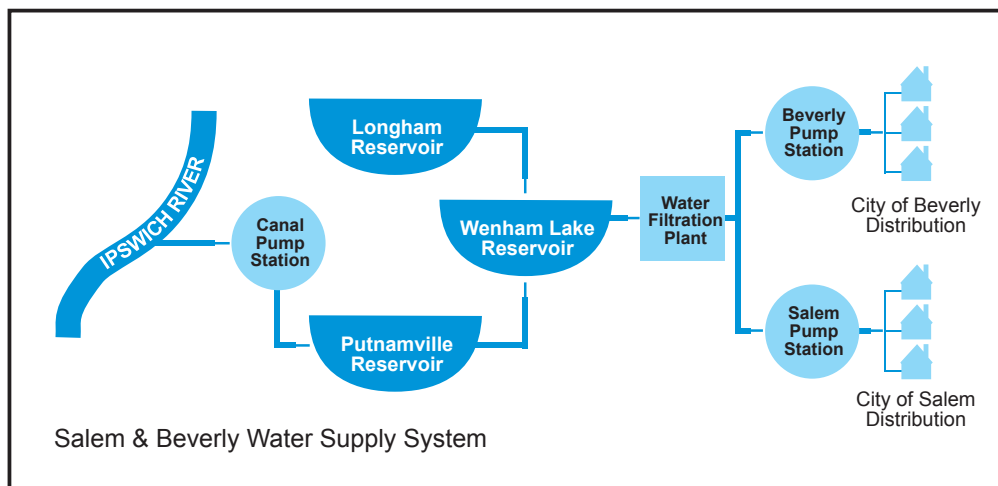 IPSWICH RIVER
Canal
Pump
Station
Longham
Reservoir
Putnamville
Reservoir
Wenham Lake
Reservoir
Water
Filtration
Plant
Beverly
Pump
Station
City of Beverly
Distribution
Salem
Pump
Station
City of Salem
Distribution
Salem & Beverly Water Supply System